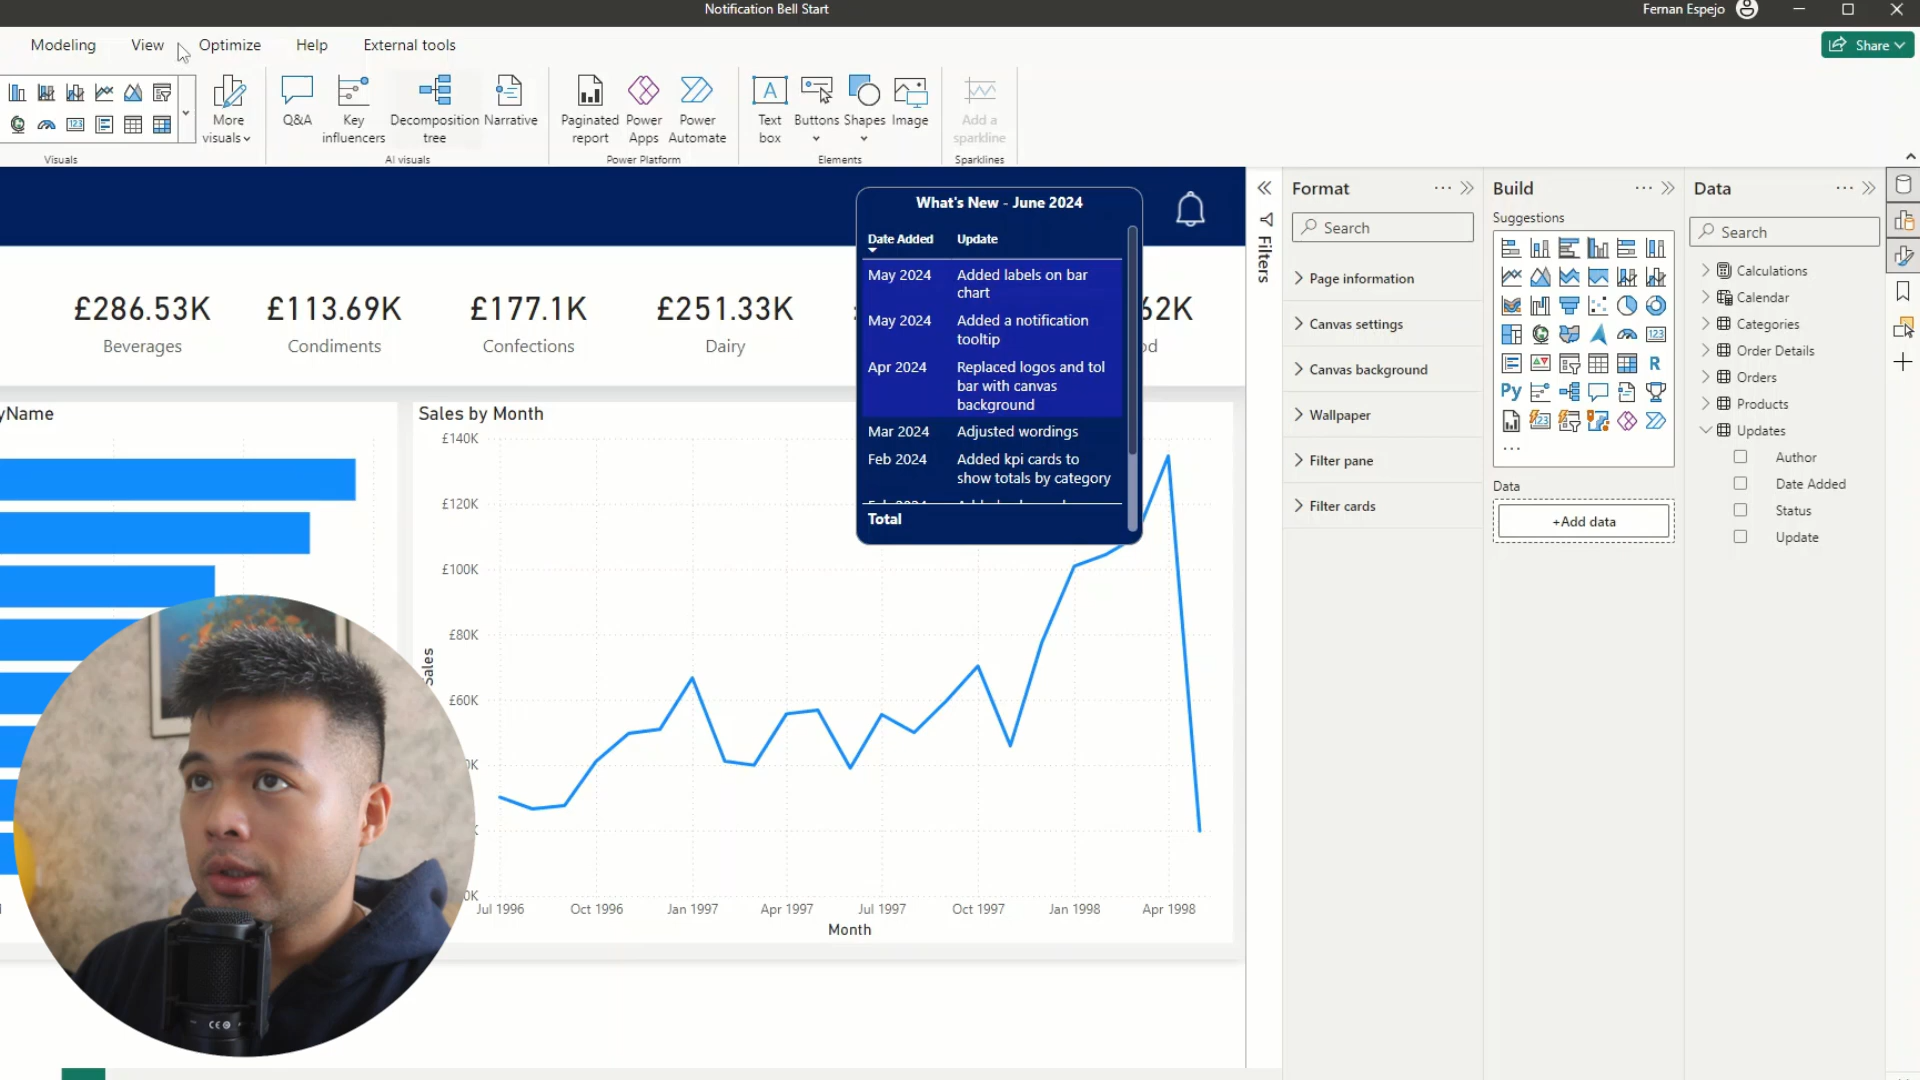 Notification Bell Start
Fernan Espejo
Modeling
View
Optimize
Help
External tools
Share
More visuals
Q&A
Key influencers
Decomposition tree
Narrative
Paginated report
Power Apps
Power Automate
Text box
Buttons
Shapes
Image
Add a sparkline
Visuals
AI visuals
Power Platform
Elements
Sparklines
What's New - June 2024
Date Added
Update
May 2024
Added labels on bar
chart
May 2024
Added a notification
tooltip
Apr 2024
Replaced logos and tol
bar with canvas
background
Mar 2024
Adjusted wordings
Feb 2024
Added kpi cards to
show totals by category
Total
£286.53K
Beverages
£113.69K
Condiments
£177.1K
Confections
£251.33K
Dairy
62K
od
yName
Sales by Month
£140K
£120K
£100K
£80K
£60K
0K
Sales
Jul 1996
Oct 1996
Jan 1997
Apr 1997
Jul 1997
Oct 1997
Jan 1998
Apr 1998
Month
Filters
Format
Search
Page information
Canvas settings
Canvas background
Wallpaper
Filter pane
Filter cards
Build
Suggestions
123
R
Py
...
Data
+Add data
Data
Search
Calculations
Calendar
Categories
Order Details
Orders
Products
Updates
Author
Date Added
Status
Update